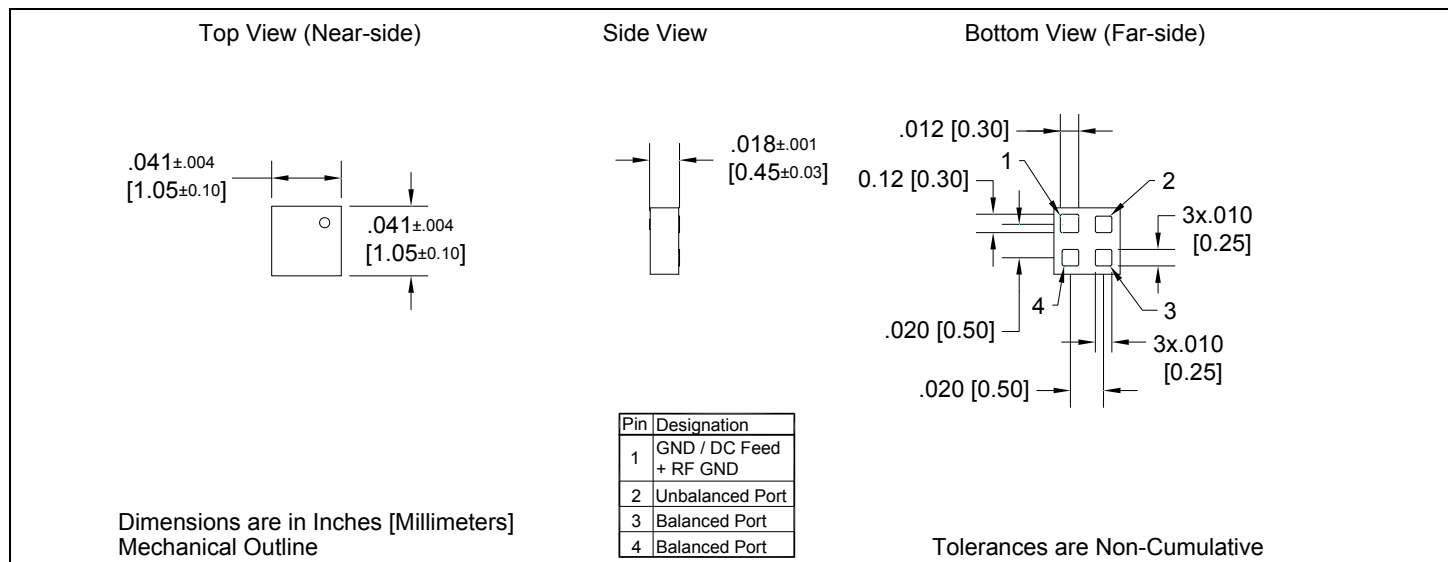 Top View (Near-side)
Side View
Bottom View (Far-side)
.041±.004
[1.05±0.10]
.041±.004
[1.05±0.10]
.018±.001
[0.45±0.03]
.012 [0.30]
1
0.12 [0.30]
2
3x.010
[0.25]
4
3
.020 [0.50]
3x.010
[0.25]
.020 [0.50]
Pin Designation
1 GND / DC Feed
+ RF GND
2 Unbalanced Port
3 Balanced Port
4 Balanced Port
Dimensions are in Inches [Millimeters]
Mechanical Outline
Tolerances are Non-Cumulative